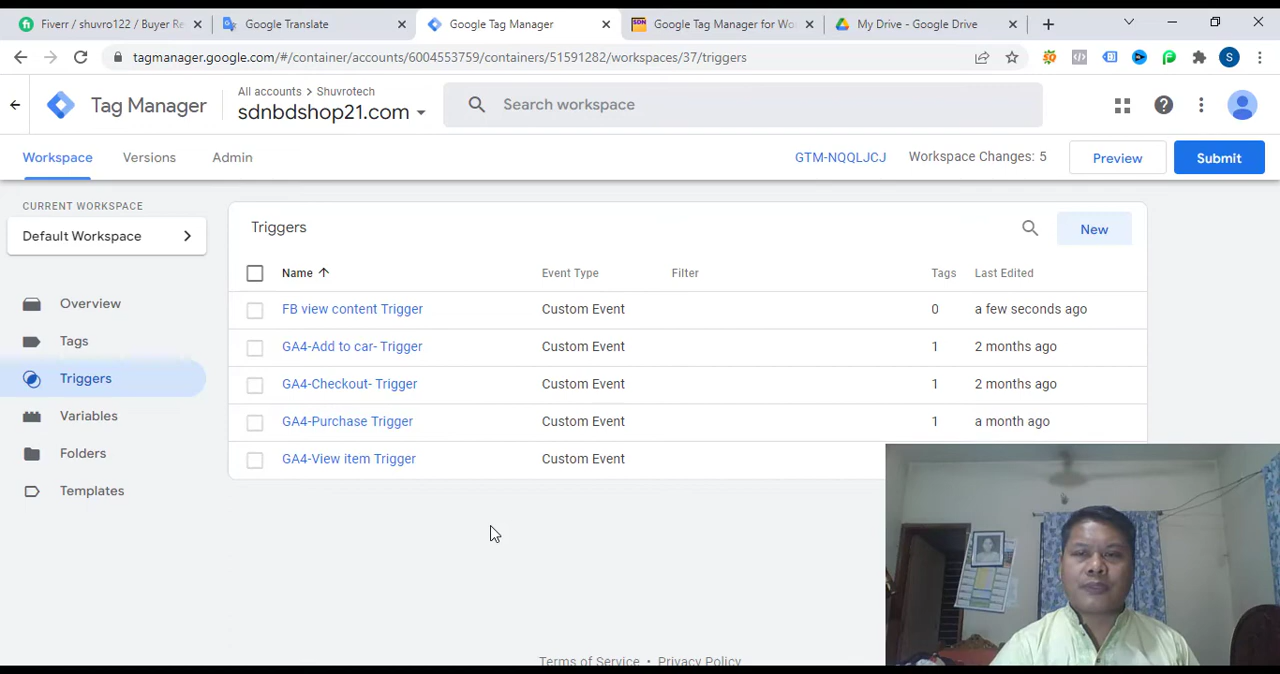 Fiverr / shuvro122 / Buyer Re
Google Translate
Google Tag Manager
Google Tag Manager for Wo
My Drive - Google Drive
tagmanager.google.com/#/container/accounts/6004553759/containers/51591282/workspaces/37/triggers
S
Tag Manager
All accounts > Shuvrotech
sdnbdshop21.com
Search workspace
Workspace
Versions
Admin
GTM-NQQLJCJ
Workspace Changes: 5
Preview
Submit
CURRENT WORKSPACE
Default Workspace
Overview
Tags
Triggers
Variables
Folders
Templates
Triggers
New
Name Event Type Filter Tags Last Edited
FB view content Trigger Custom Event 0 a few seconds ago
GA4-Add to car- Trigger Custom Event 1 2 months ago
GA4-Checkout- Trigger Custom Event 1 2 months ago
GA4-Purchase Trigger Custom Event 1 a month ago
GA4-View item Trigger Custom Event
Terms of Service • Privacy Policy